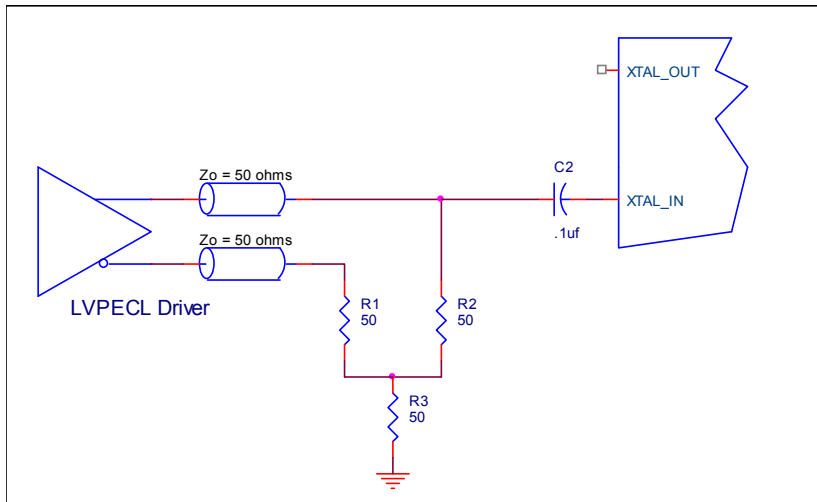 XTAL_OUT
Zo = 50 ohms
C2
XTAL_IN
.1uf
Zo = 50 ohms
LVPECL Driver
R1
50
R2
50
R3
50